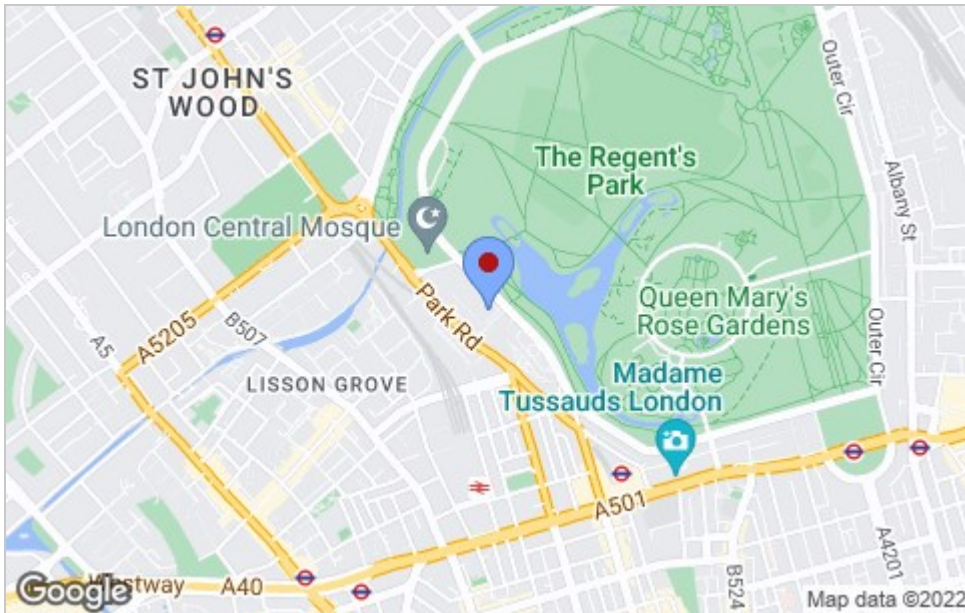 ST JOHN'S
WOOD
Outer Cir
Albany St
The Regent's
Park
London Central Mosque
Park Rd
Queen Mary's
Rose Gardens
A5205
B507
A5
LISSON GROVE
Outer Cir
Madame
Tussauds London
A501
A4201
B524
Westway
A40
Google
Map data ©2022